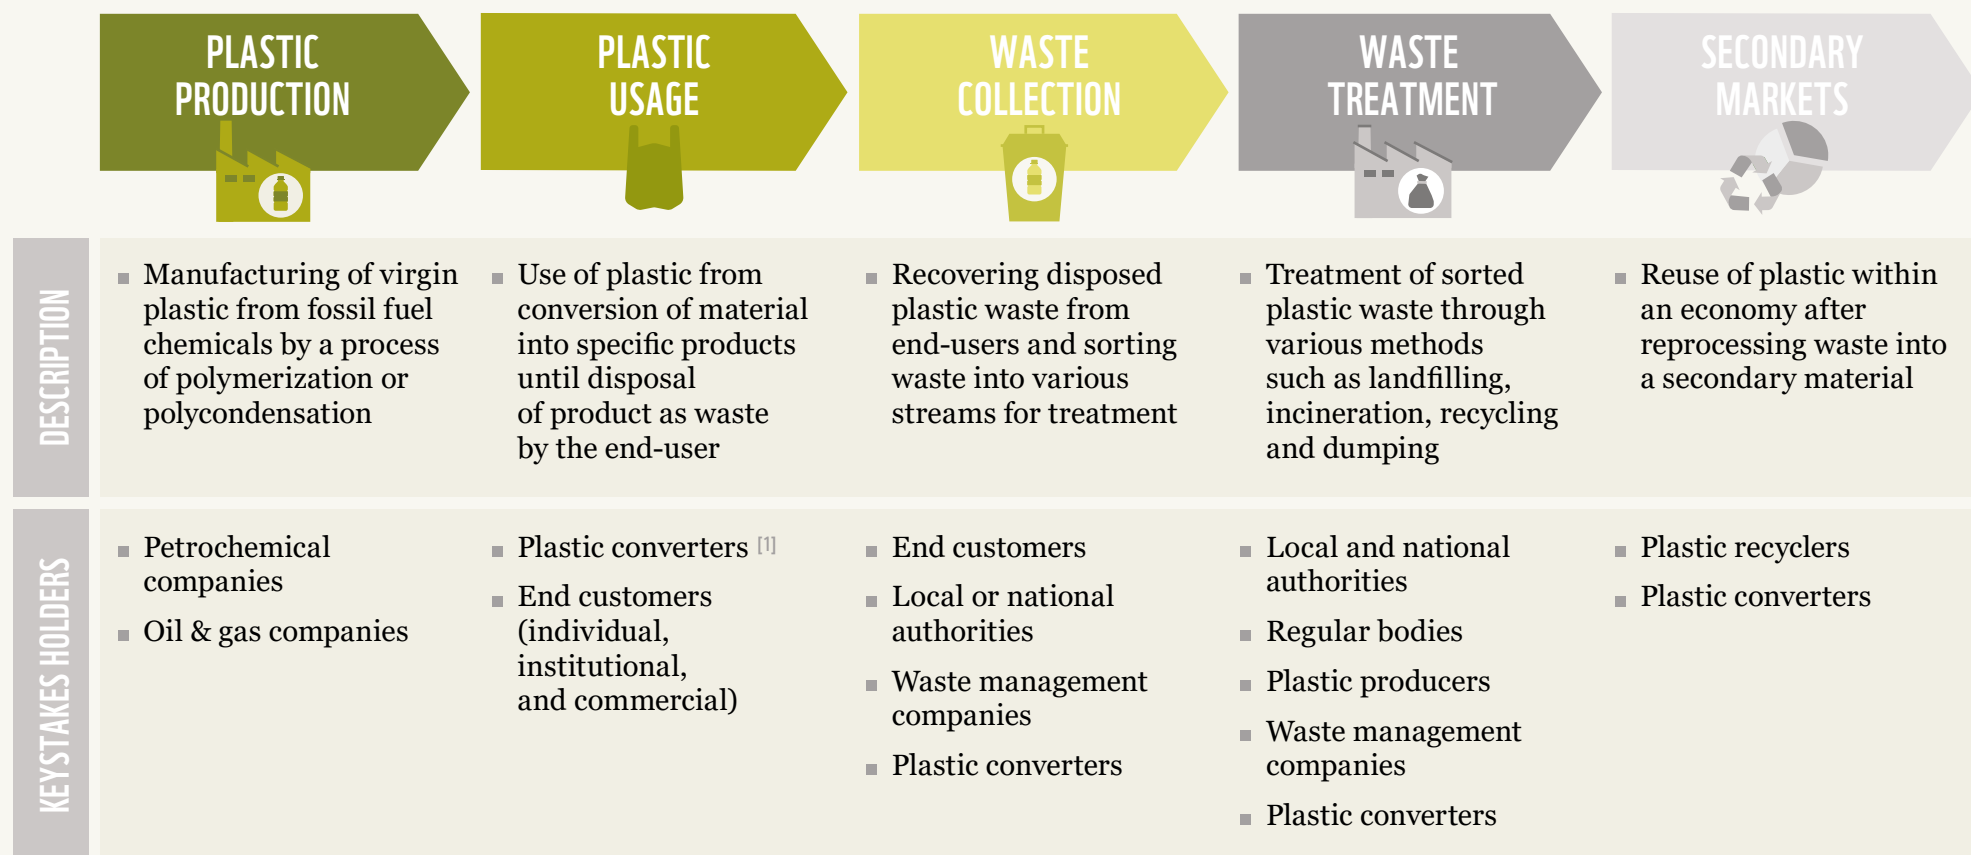 PLASTIC
PRODUCTION
PLASTIC
USAGE
WASTE
COLLECTION
WASTE
TREATMENT
SECONDARY
MARKETS
DESCRIPTION
Manufacturing of virgin
plastic from fossil fuel
chemicals by a process
of polymerization or
polycondensation
Use of plastic from
conversion of material
into specific products
until disposal
of product as waste
by the end-user
Recovering disposed
plastic waste from
end-users and sorting
waste into various
streams for treatment
Treatment of sorted
plastic waste through
various methods
such as landfilling,
incineration, recycling
and dumping
Reuse of plastic within
an economy after
reprocessing waste into
a secondary material
KEYSTAKES HOLDERS
Petrochemical
companies
Oil & gas companies
Plastic converters [1]
End customers
(individual,
institutional,
and commercial)
End customers
Local or national
authorities
Waste management
companies
Plastic converters
Local and national
authorities
Regular bodies
Plastic producers
Waste management
companies
Plastic converters
Plastic recyclers
Plastic converters